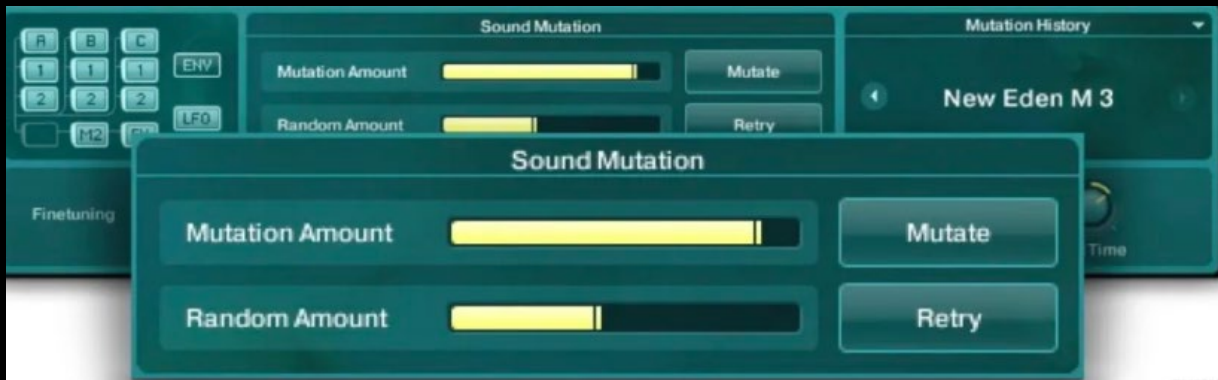 Sound Mutation
Mutation History
A B C
1 1 1
2 2 2
M2
ENV
LFO
Mutation Amount
Mutate
Random Amount
Retry
New Eden M 3
Finetuning
Time
Sound Mutation
Mutation Amount
Mutate
Random Amount
Retry